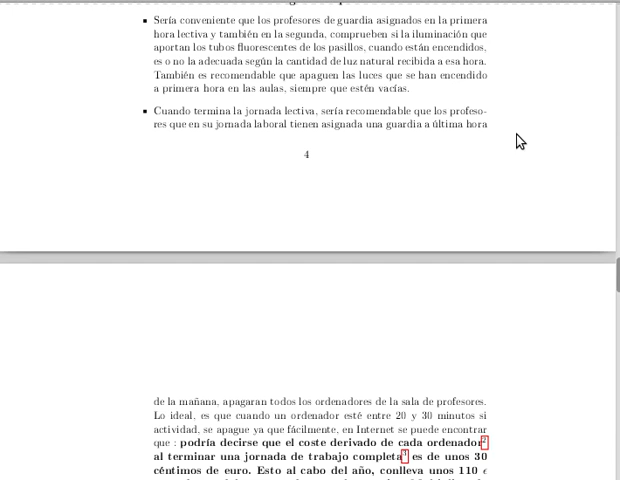 ▪ Sería conveniente que los profesores de guardia asignados en la primera
hora lectiva y también en la segunda, comprueben si la iluminación que
aportan los tubos fluorescentes de los pasillos, cuando están encendidos,
es o no la adecuada según la cantidad de luz natural recibida a esa hora.
También es recomendable que apaguen las luces que se han encendido
a primera hora en las aulas, siempre que estén vacías.
▪ Cuando termina la jornada lectiva, sería recomendable que los profeso-
res que en su jornada laboral tienen asignada una guardia a última hora
4
de la mañana, apagaran todos los ordenadores de la sala de profesores.
Lo ideal, es que cuando un ordenador esté entre 20 y 30 minutos si
actividad, se apague ya que fácilmente, en Internet se puede encontrar
que : podría decirse que el coste derivado de cada ordenador2
al terminar una jornada de trabajo completa3 es de unos 30
céntimos de euro. Esto al cabo del año, conlleva unos 110 €